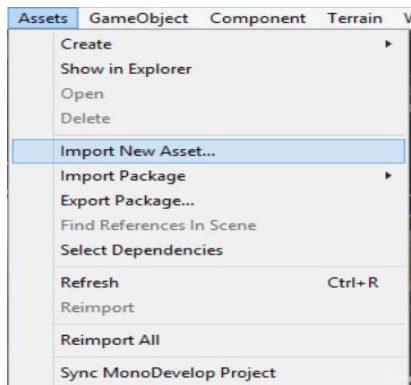 Assets GameObject Component Terrain
Create
Show in Explorer
Open
Delete
Import New Asset...
Import Package
Export Package...
Find References In Scene
Select Dependencies
Refresh Ctrl+R
Reimport
Reimport All
Sync MonoDevelop Project